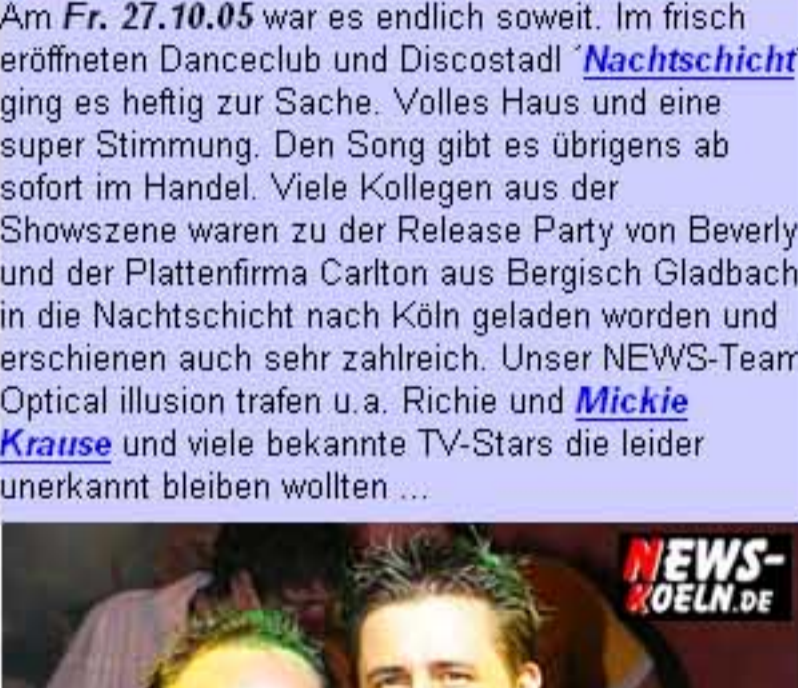 Am Fr. 27.10.05 war es endlich soweit. Im frisch
eröffneten Danceclub und Discostadl ´Nachtschicht
ging es heftig zur Sache. Volles Haus und eine
super Stimmung. Den Song gibt es übrigens ab
sofort im Handel. Viele Kollegen aus der
Showszene waren zu der Release Party von Beverly
und der Plattenfirma Carlton aus Bergisch Gladbach
in die Nachtschicht nach Köln geladen worden und
erschienen auch sehr zahlreich. Unser NEWS-Team
Optical illusion trafen u.a. Richie und Mickie
Krause und viele bekannte TV-Stars die leider
unerkannt bleiben wollten ...
NEWS-
KOELN.DE